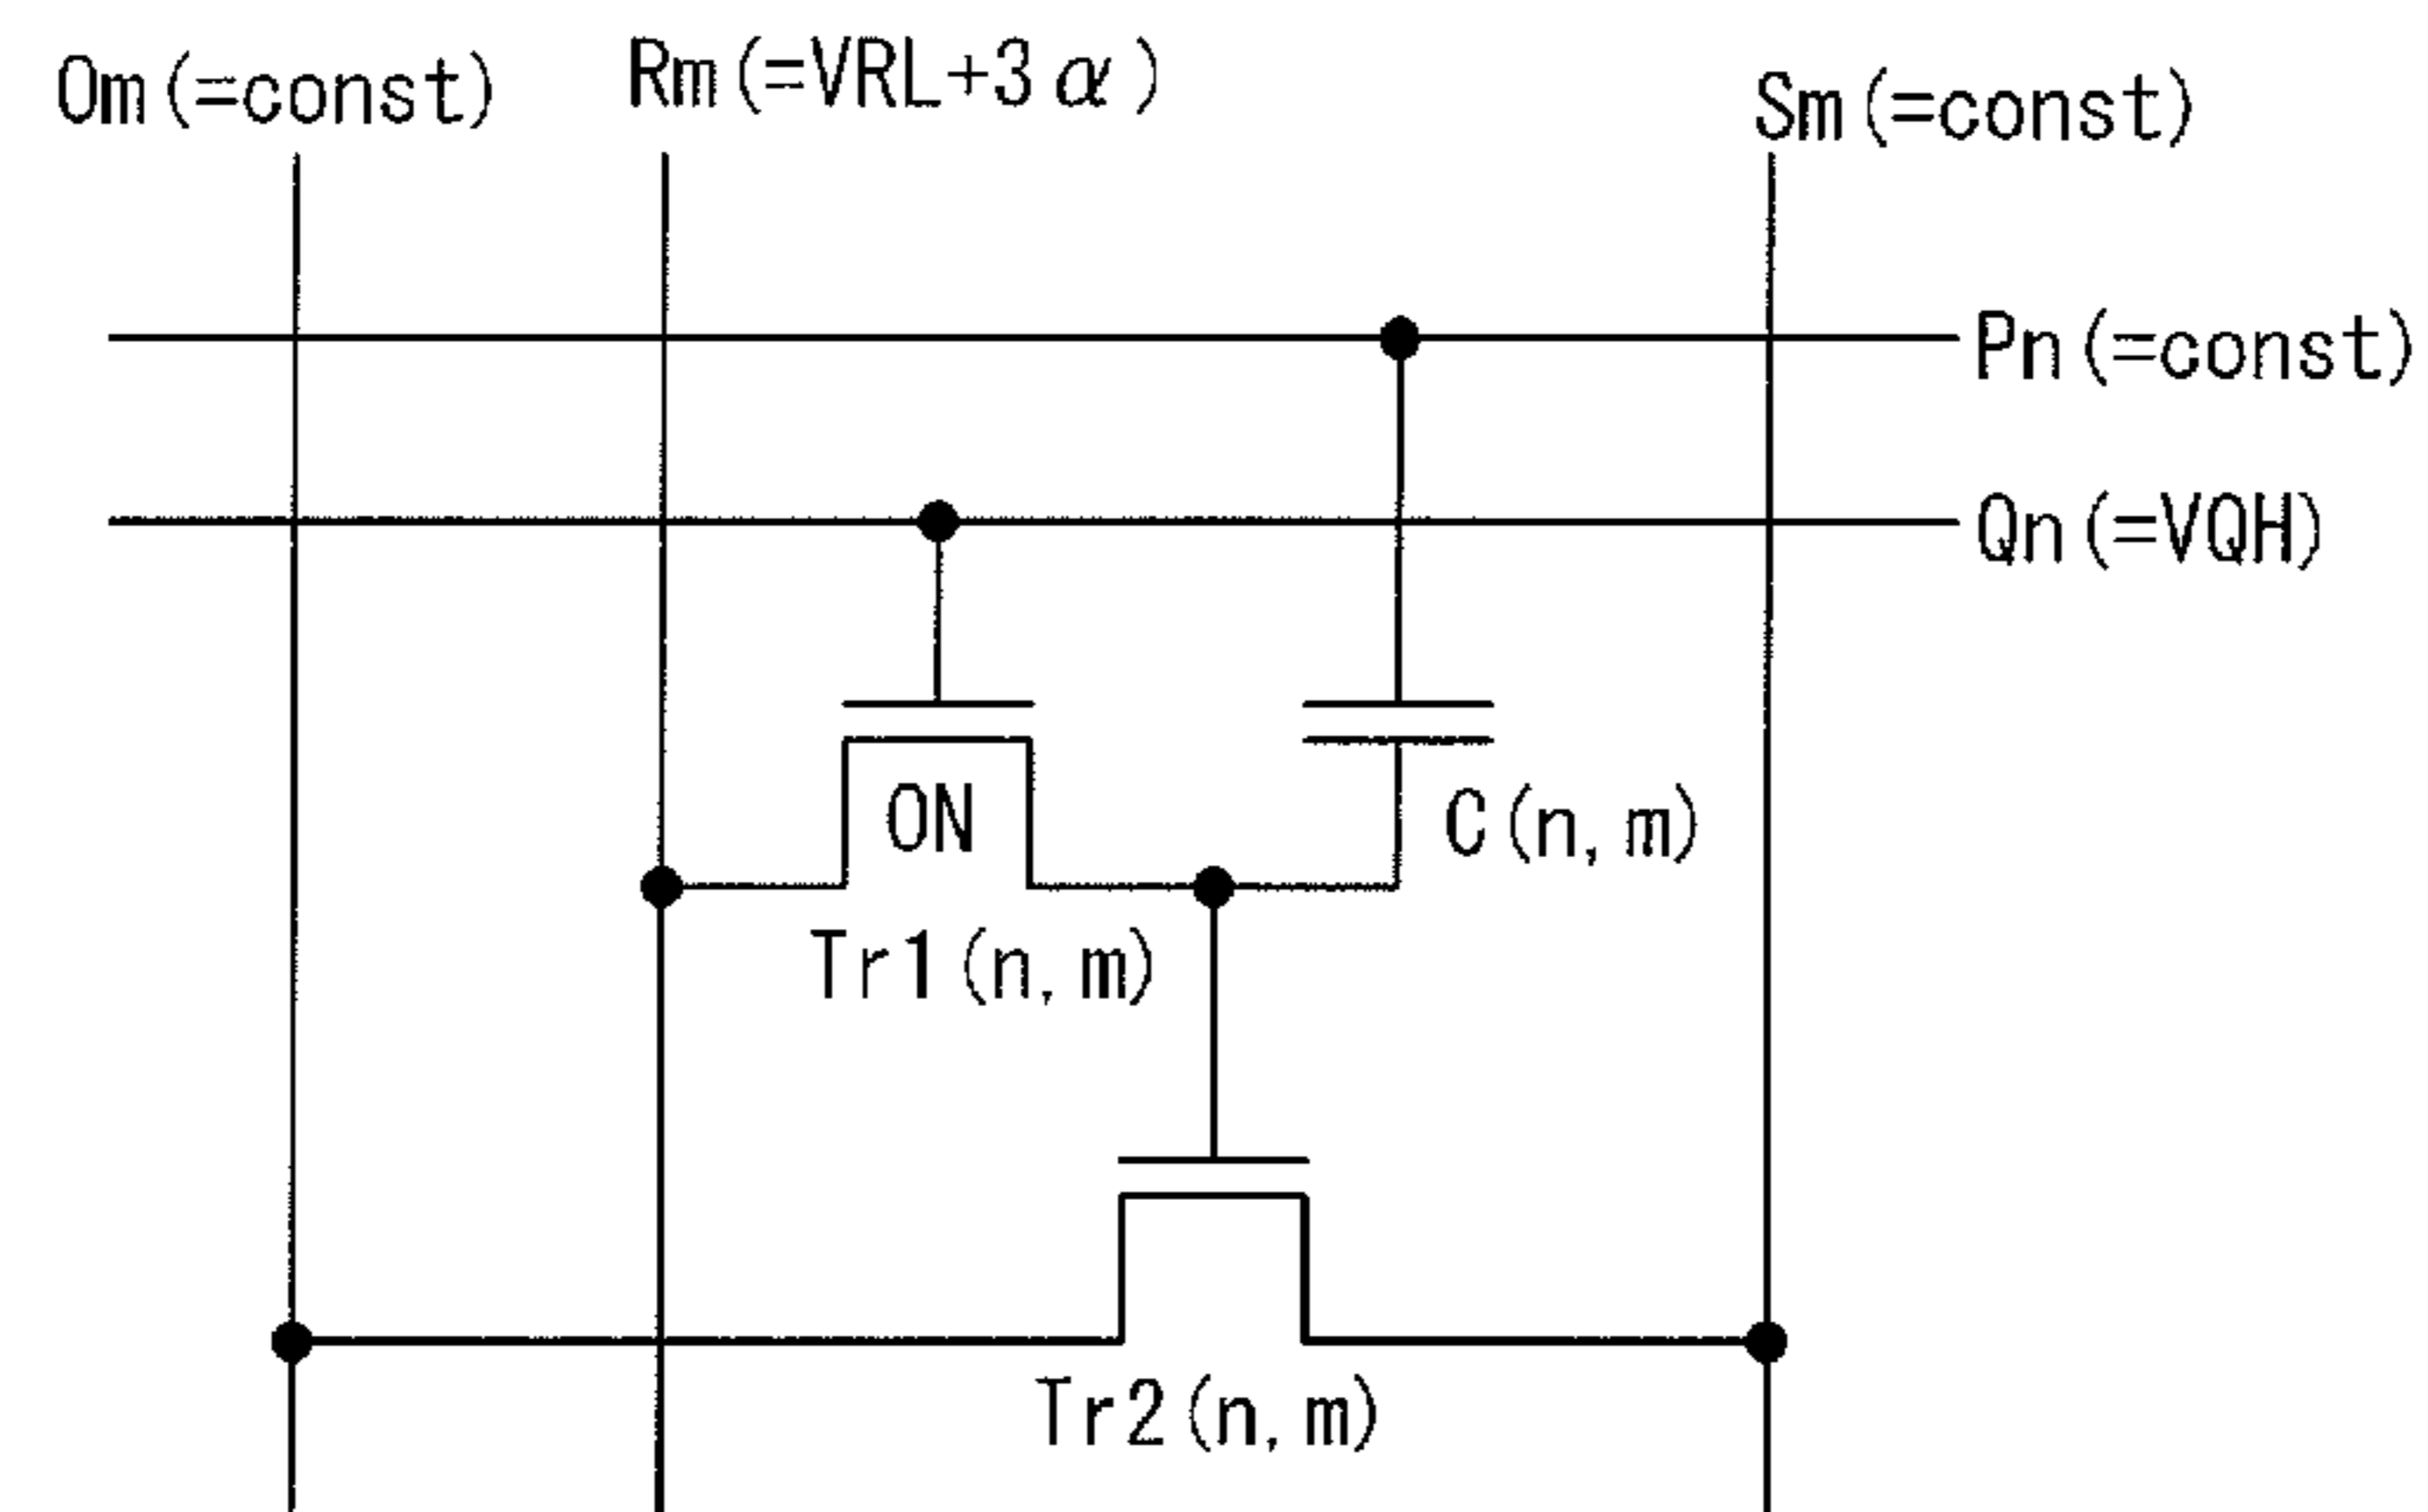 Om(=const)
Rm(=VRL+3α)
Sm(=const)
Pn(=const)
Qn(=VQH)
ON
C(n,m)
Tr1(n,m)
Tr2(n,m)